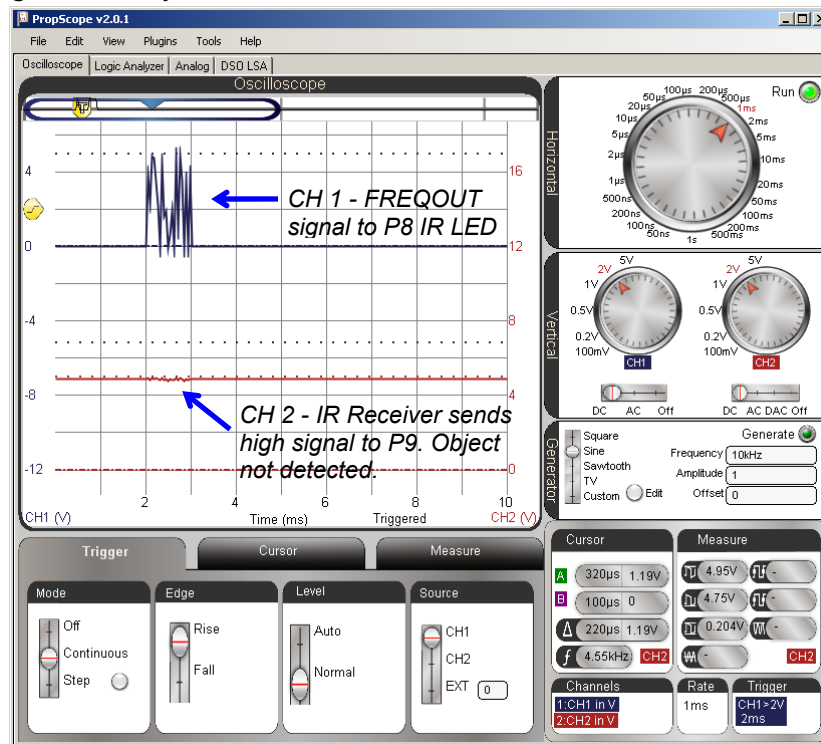 PropScope v2.0.1
File Edit View Plugins Tools Help
Oscilloscope Logic Analyzer Analog DSO LSA
Oscilloscope
4
0
-4
-8
-12
16
12
8
4
0
CH 1 - FREQOUT
signal to P8 IR LED
CH 2 - IR Receiver sends
high signal to P9. Object
not detected.
2 4 6 8 10
CH1 (V) Time (ms) Triggered CH2 (V)
Horizontal
Run
50µs 100µs 200µs 500µs
20µs 1ms
10µs 2ms
5µs 5ms
2µs 10ms
1µs 20ms
500ns 50ms
200ns 100ms
100ns 200ms
50ns 1s 500ms
Vertical
5V 5V
2V 2V
1V 1V
0.5V 0.5V
0.2V 0.2V
100mV 100mV
CH1 CH2
DC AC Off DC AC DAC Off
Generator
Square Generate
Sine Frequency 10kHz
Sawtooth Amplitude 1
TV Offset 0
Custom Edit
Trigger Cursor Measure
Mode
Off
Continuous
Step
Edge
Rise
Fall
Level
Auto
Normal
Source
CH1
CH2
EXT 0
Cursor
A 320µs 1.19V
B 100µs 0
Δ 220µs 1.19V
f 4.55kHz CH2
Measure
4.95V -
4.75V -
0.204V -
- CH2
Channels
1:CH1 in V
2:CH2 in V
Rate
1ms
Trigger
CH1>2V
2ms